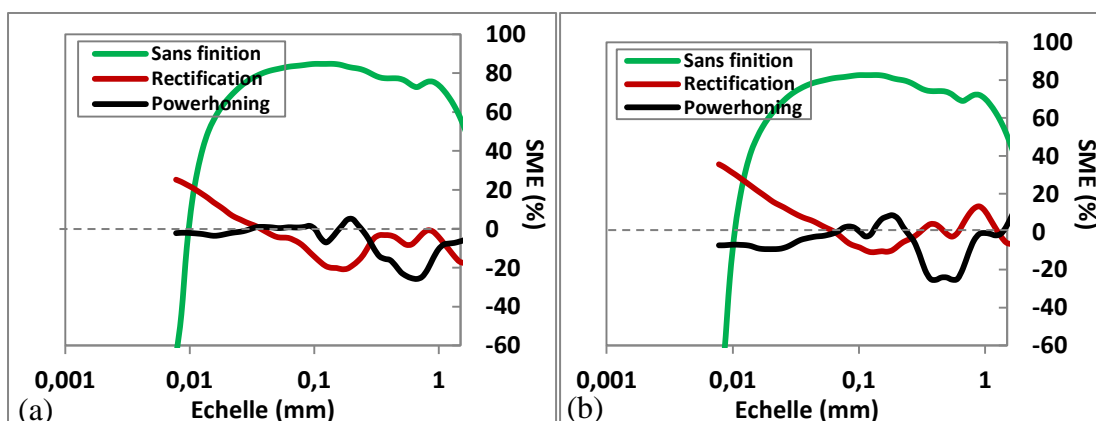 100
80
60
40
20
0
-20
-40
-60
SME (%)
Sans finition
Rectification
Powerhoning
0,001
0,01
0,1
1
(a)
Echelle (mm)
100
80
60
40
20
0
-20
-40
-60
SME (%)
Sans finition
Rectification
Powerhoning
0,001
0,01
0,1
1
(b)
Echelle (mm)